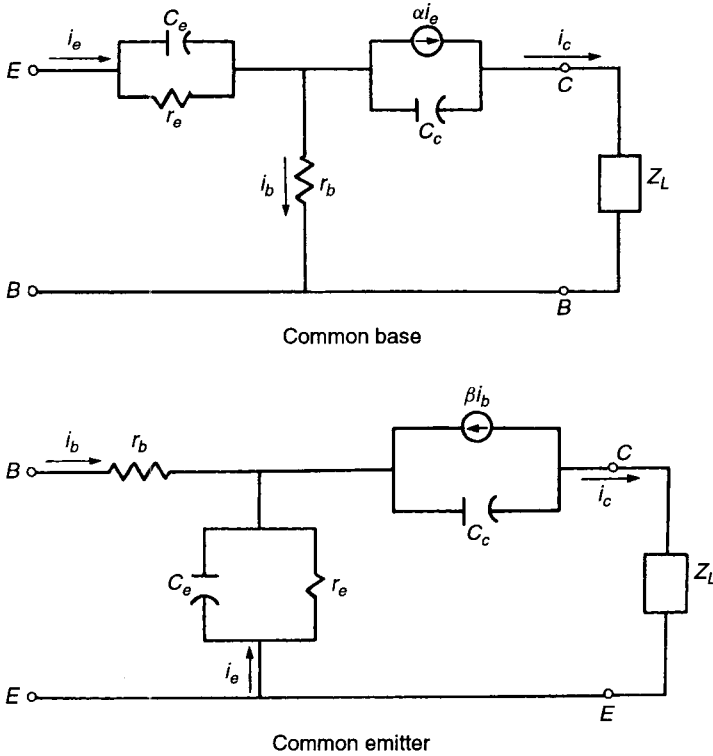 C_e
αi_e
i_e
i_c
E
C
r_e
C_c
i_b
r_b
Z_L
B
B
Common base
βi_b
i_b
r_b
C
B
i_c
C_c
C_e
r_e
Z_L
i_e
E
E
Common emitter